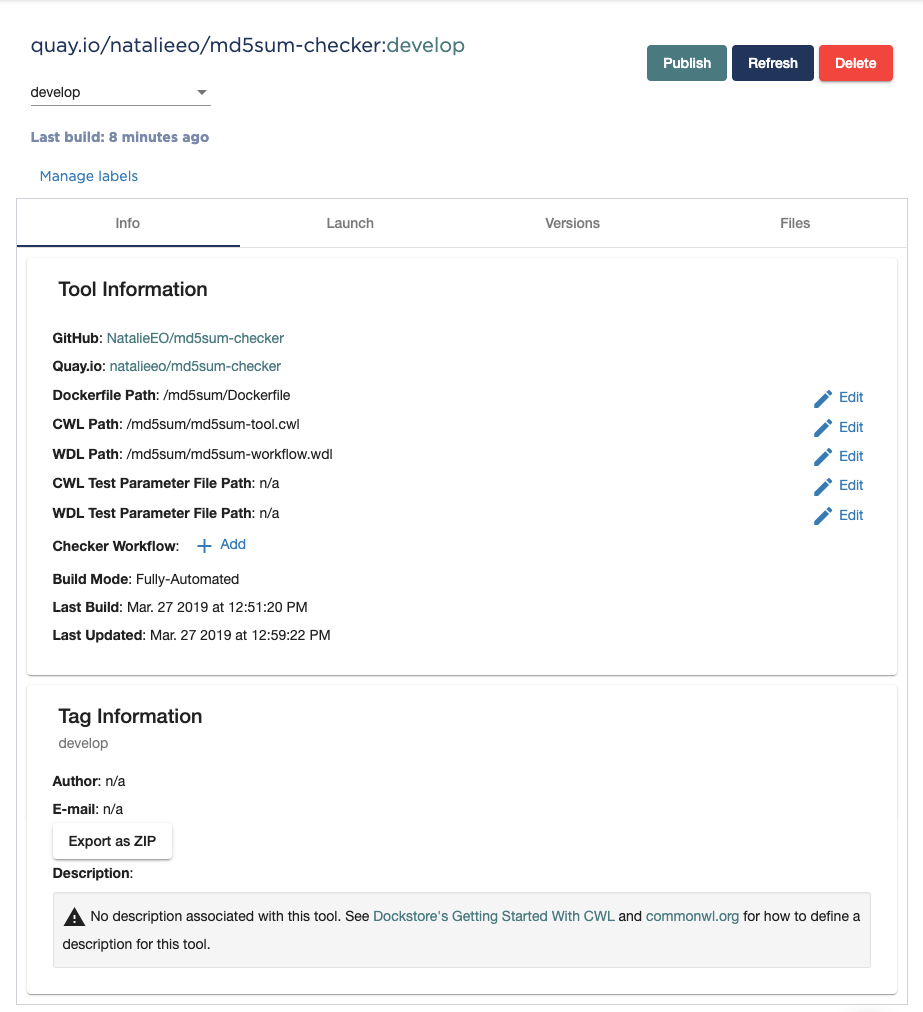 quay.io/natalieeo/md5sum-checker:develop
Publish
Refresh
Delete
develop
Last build: 8 minutes ago
Manage labels
Info
Launch
Versions
Files
Tool Information
GitHub: NatalieEO/md5sum-checker
Quay.io: natalieeo/md5sum-checker
Dockerfile Path: /md5sum/Dockerfile
Edit
CWL Path: /md5sum/md5sum-tool.cwl
Edit
WDL Path: /md5sum/md5sum-workflow.wdl
Edit
CWL Test Parameter File Path: n/a
Edit
WDL Test Parameter File Path: n/a
Edit
Checker Workflow: + Add
Build Mode: Fully-Automated
Last Build: Mar. 27 2019 at 12:51:20 PM
Last Updated: Mar. 27 2019 at 12:59:22 PM
Tag Information
develop
Author: n/a
E-mail: n/a
Export as ZIP
Description:
No description associated with this tool. See Dockstore's Getting Started With CWL and commonwl.org for how to define a
description for this tool.